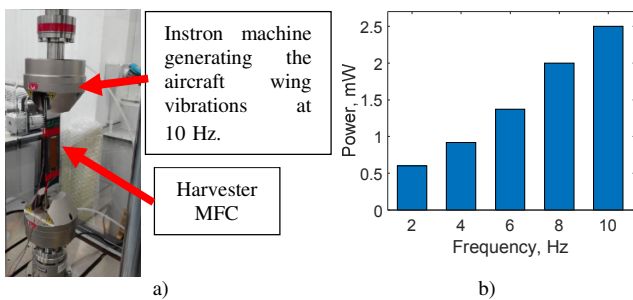 Instron machine
generating the
aircraft wing
vibrations at
10 Hz.
Harvester
MFC
a)
2.5
2
1.5
1
0.5
0
Power, mW
2 4 6 8 10
Frequency, Hz
b)